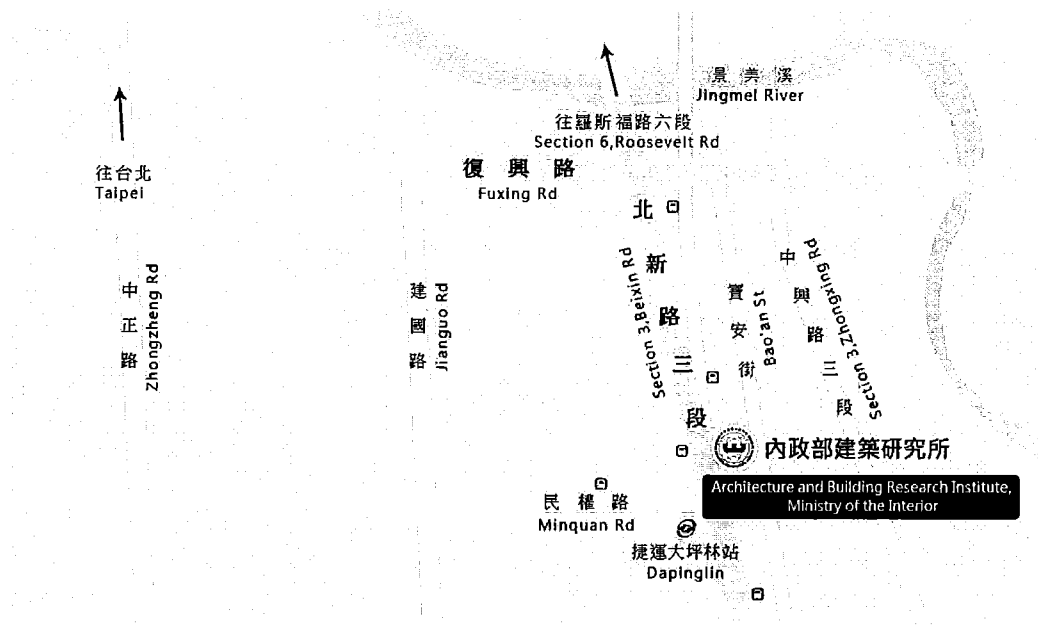 景美溪
Jingmei River
往羅斯福路六段
Section 6,Roosevelt Rd
往台北
Taipei
復興路
Fuxing Rd
中正路
Zhongzheng Rd
建國路
Jianguo Rd
北新路三段
Section 3,Beixin Rd
寶安街
Bao'an St
中興路三段
Section 3,Zhongxing Rd
內政部建築研究所
Architecture and Building Research Institute,
Ministry of the Interior
民權路
Minquan Rd
捷運大坪林站
Dapinglin